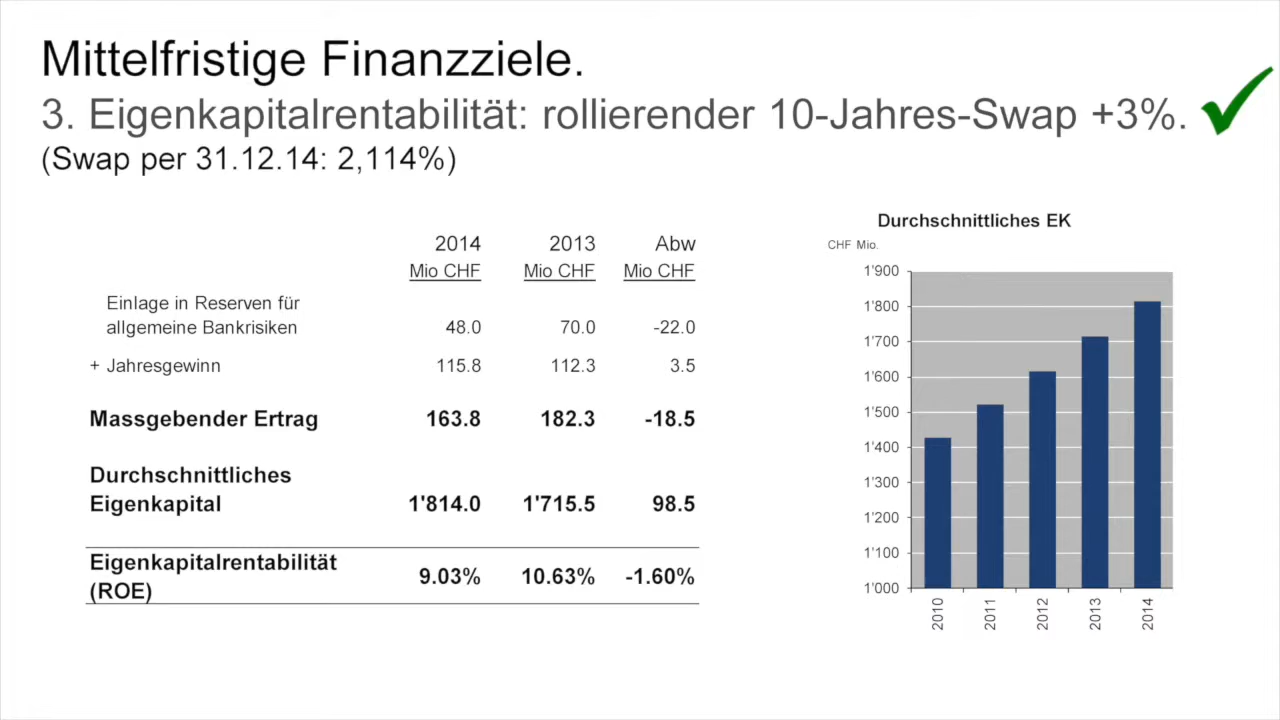 Mittelfristige Finanzziele.
3. Eigenkapitalrentabilität: rollierender 10-Jahres-Swap +3%.
(Swap per 31.12.14: 2,114%)
2014 2013 Abw
Mio CHF Mio CHF Mio CHF
Einlage in Reserven für
allgemeine Bankrisiken 48.0 70.0 -22.0
+ Jahresgewinn 115.8 112.3 3.5
Massgebender Ertrag 163.8 182.3 -18.5
Durchschnittliches
Eigenkapital 1'814.0 1'715.5 98.5
Eigenkapitalrentabilität
(ROE) 9.03% 10.63% -1.60%
Durchschnittliches EK
CHF Mio.
1'900
1'800
1'700
1'600
1'500
1'400
1'300
1'200
1'100
1'000
2010 2011 2012 2013 2014